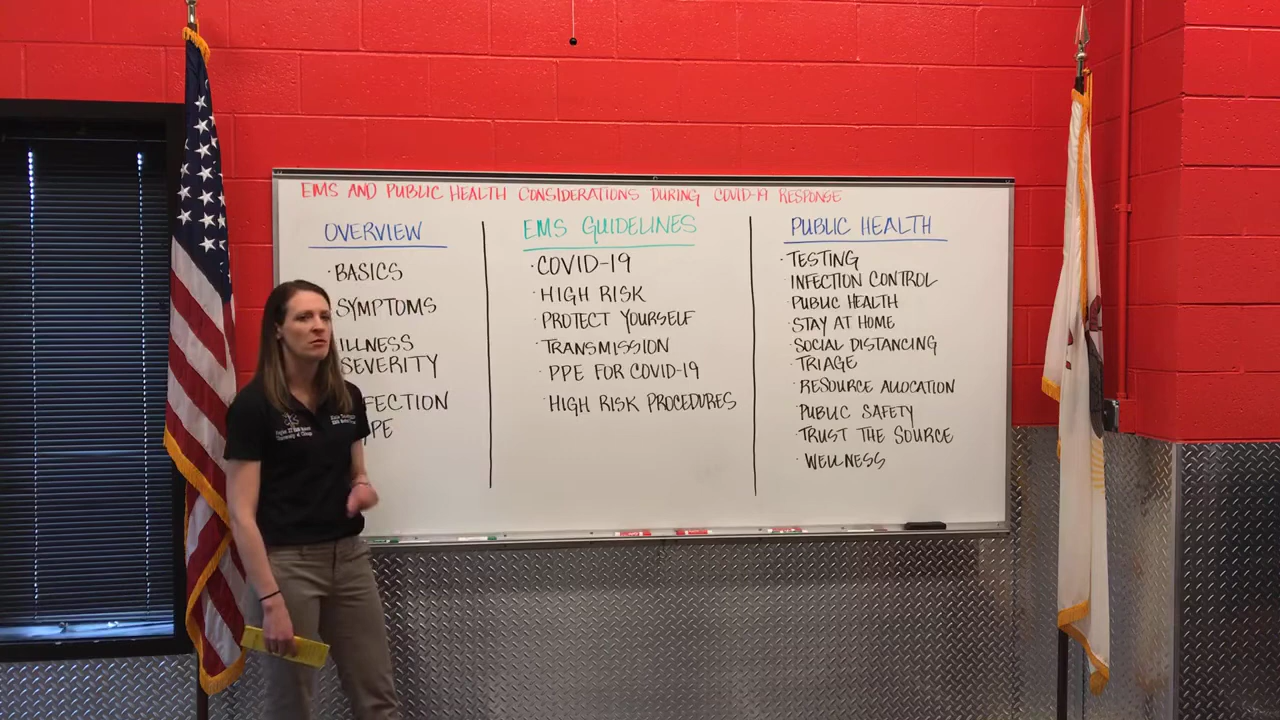 EMS AND PUBLIC HEALTH CONSIDERATIONS DURING COVID-19 RESPONSE
OVERVIEW
· BASICS
SYMPTOMS
ILLNESS
SEVERITY
FECTION
PE
EMS GUIDELINES
· COVID-19
· HIGH RISK
· PROTECT YOURSELF
· TRANSMISSION
· PPE FOR COVID-19
· HIGH RISK PROCEDURES
PUBLIC HEALTH
· TESTING
· INFECTION CONTROL
· PUBLIC HEALTH
· STAY AT HOME
· SOCIAL DISTANCING
· TRIAGE
· RESOURCE ALLOCATION
· PUBLIC SAFETY
· TRUST THE SOURCE
· WELLNESS